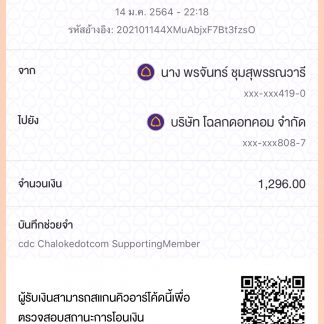 14 ม.ค. 2564 - 22:18
รหัสอ้างอิง: 202101144XMuAbjxF7Bt3fzsO
จาก นาง พรจันทร์ ชุมสุพรรณวารี
xxx-xxx419-0
ไปยัง บริษัท โฉลกดอทคอม จำกัด
xxx-xxx808-7
จำนวนเงิน 1,296.00
บันทึกช่วยจำ
cdc Chalokedotcom SupportingMember
ผู้รับเงินสามารถสแกนคิวอาร์โค้ดนี้เพื่อ
ตรวจสอบสถานะการโอนเงิน